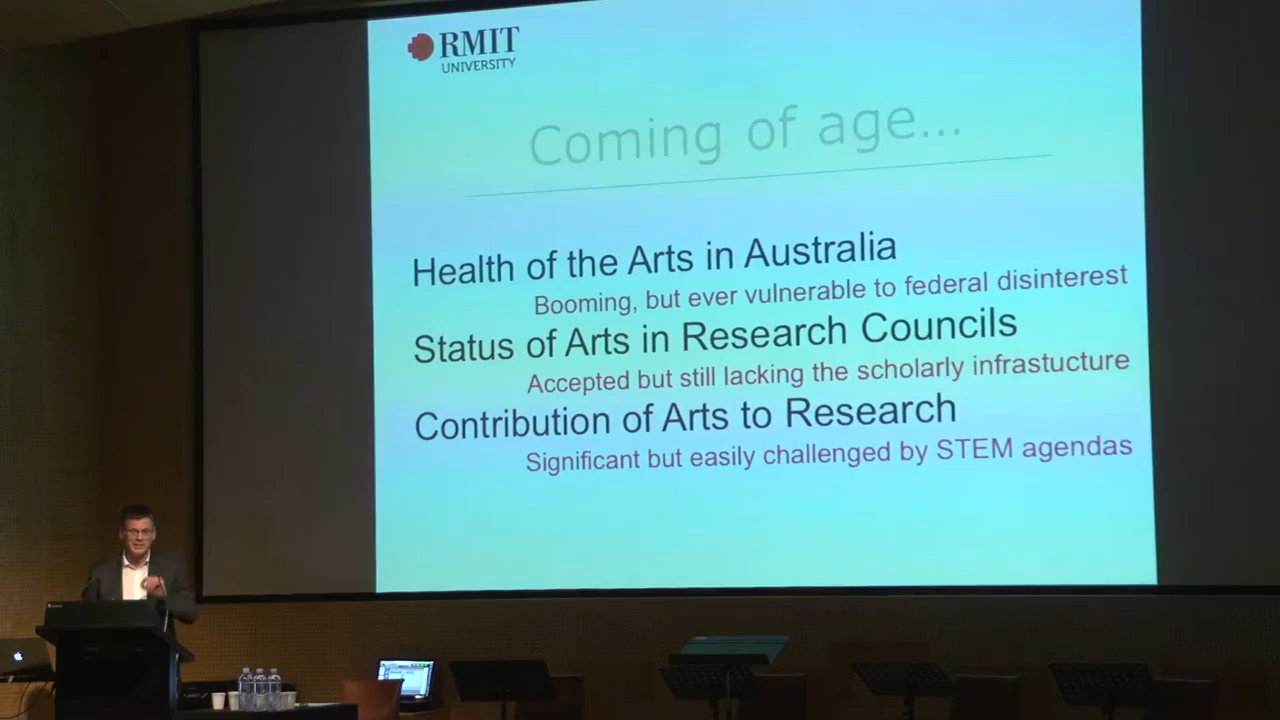 RMIT
UNIVERSITY
Coming of age...
Health of the Arts in Australia
Booming, but ever vulnerable to federal disinterest
Status of Arts in Research Councils
Accepted but still lacking the scholarly infrastucture
Contribution of Arts to Research
Significant but easily challenged by STEM agendas